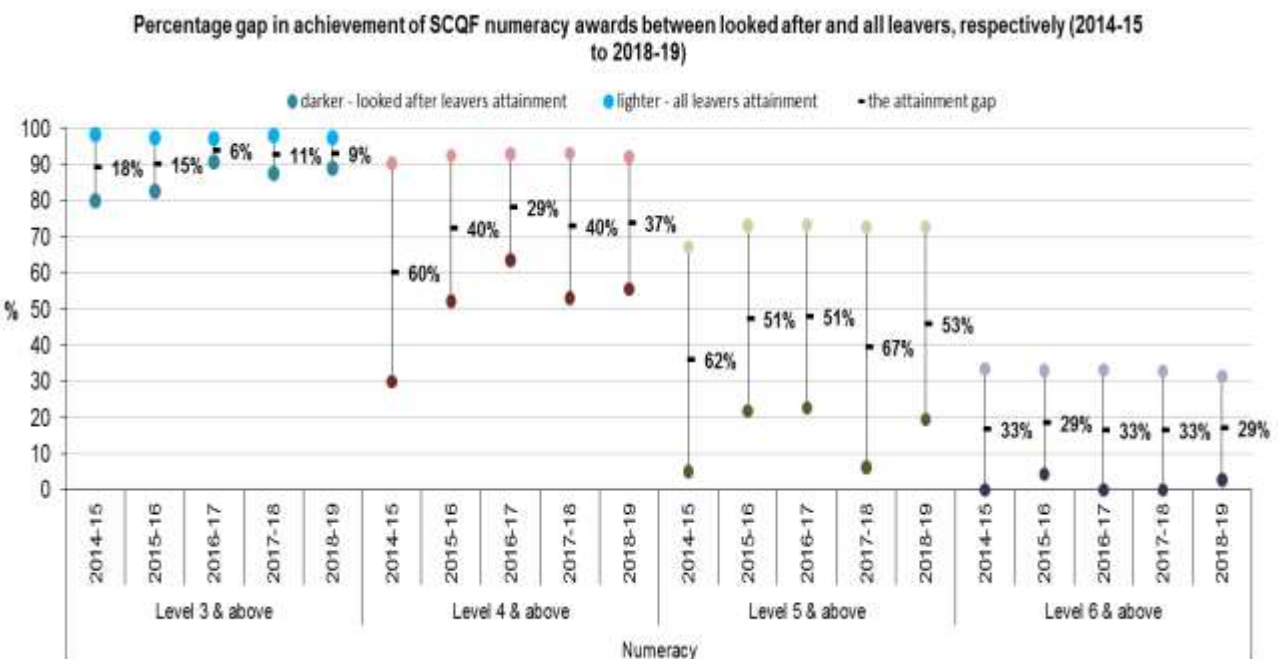 Percentage gap in achievement of SCQF numeracy awards between looked after and all leavers, respectively (2014-15
to 2018-19)
darker - looked after leavers attainment lighter - all leavers attainment the attainment gap
100
90
80
70
60
50
40
30
20
10
0
%
18% 15% 6% 11% 9%
60% 40% 29% 40% 37%
62% 51% 51% 67% 53%
33% 29% 33% 33% 29%
2014-15 2015-16 2016-17 2017-18 2018-19 2014-15 2015-16 2016-17 2017-18 2018-19 2014-15 2015-16 2016-17 2017-18 2018-19 2014-15 2015-16 2016-17 2017-18 2018-19
Level 3 & above Level 4 & above Level 5 & above Level 6 & above
Numeracy